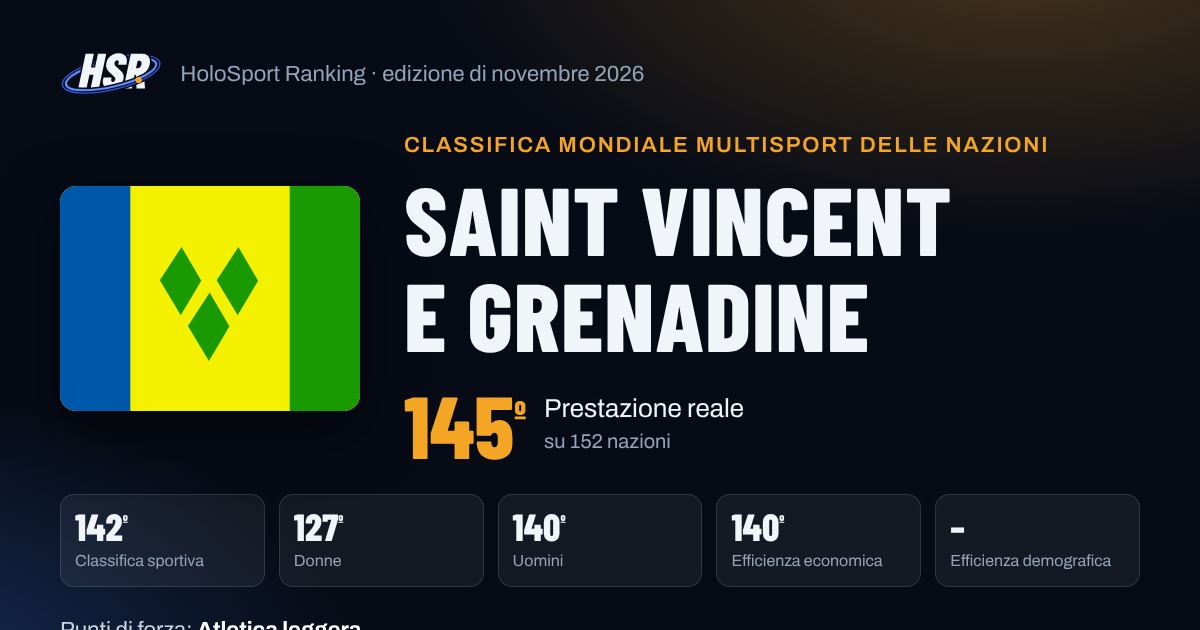 HSR
HoloSport Ranking · edizione di novembre 2026
CLASSIFICA MONDIALE MULTISPORT DELLE NAZIONI
SAINT VINCENT
E GRENADINE
145º
Prestazione reale
su 152 nazioni
142º
Classifica sportiva
127º
Donne
140º
Uomini
140º
Efficienza economica
–
Efficienza demografica
Punti di forza: Atletica leggera